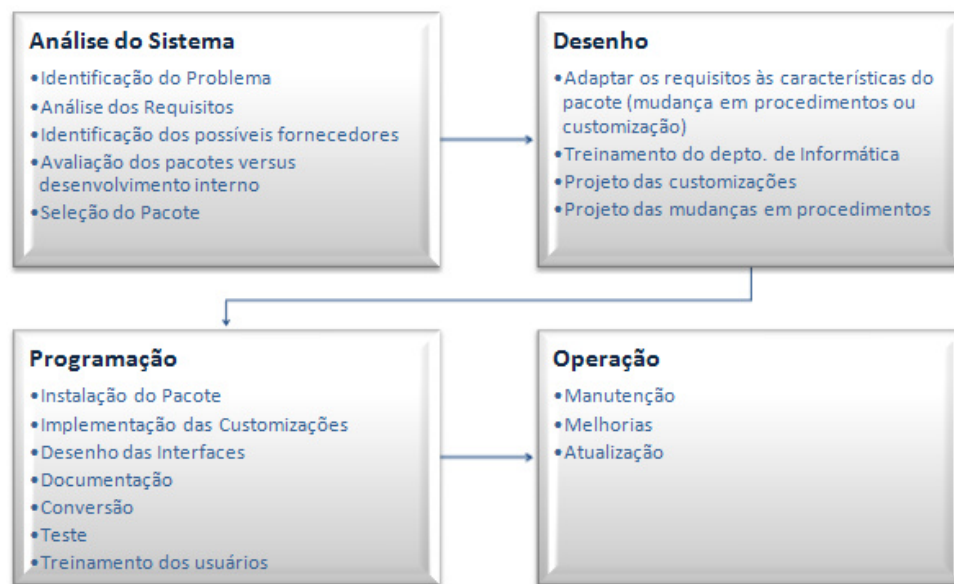 Análise do Sistema
•Identificação do Problema
•Análise dos Requisitos
•Identificação dos possíveis fornecedores
•Avaliação dos pacotes versus
desenvolvimento interno
•Seleção do Pacote
Desenho
•Adaptar os requisitos às características do
pacote (mudança em procedimentos ou
customização)
•Treinamento do depto. de Informática
•Projeto das customizações
•Projeto das mudanças em procedimentos
Programação
•Instalação do Pacote
•Implementação das Customizações
•Desenho das Interfaces
•Documentação
•Conversão
•Teste
•Treinamento dos usuários
Operação
•Manutenção
•Melhorias
•Atualização